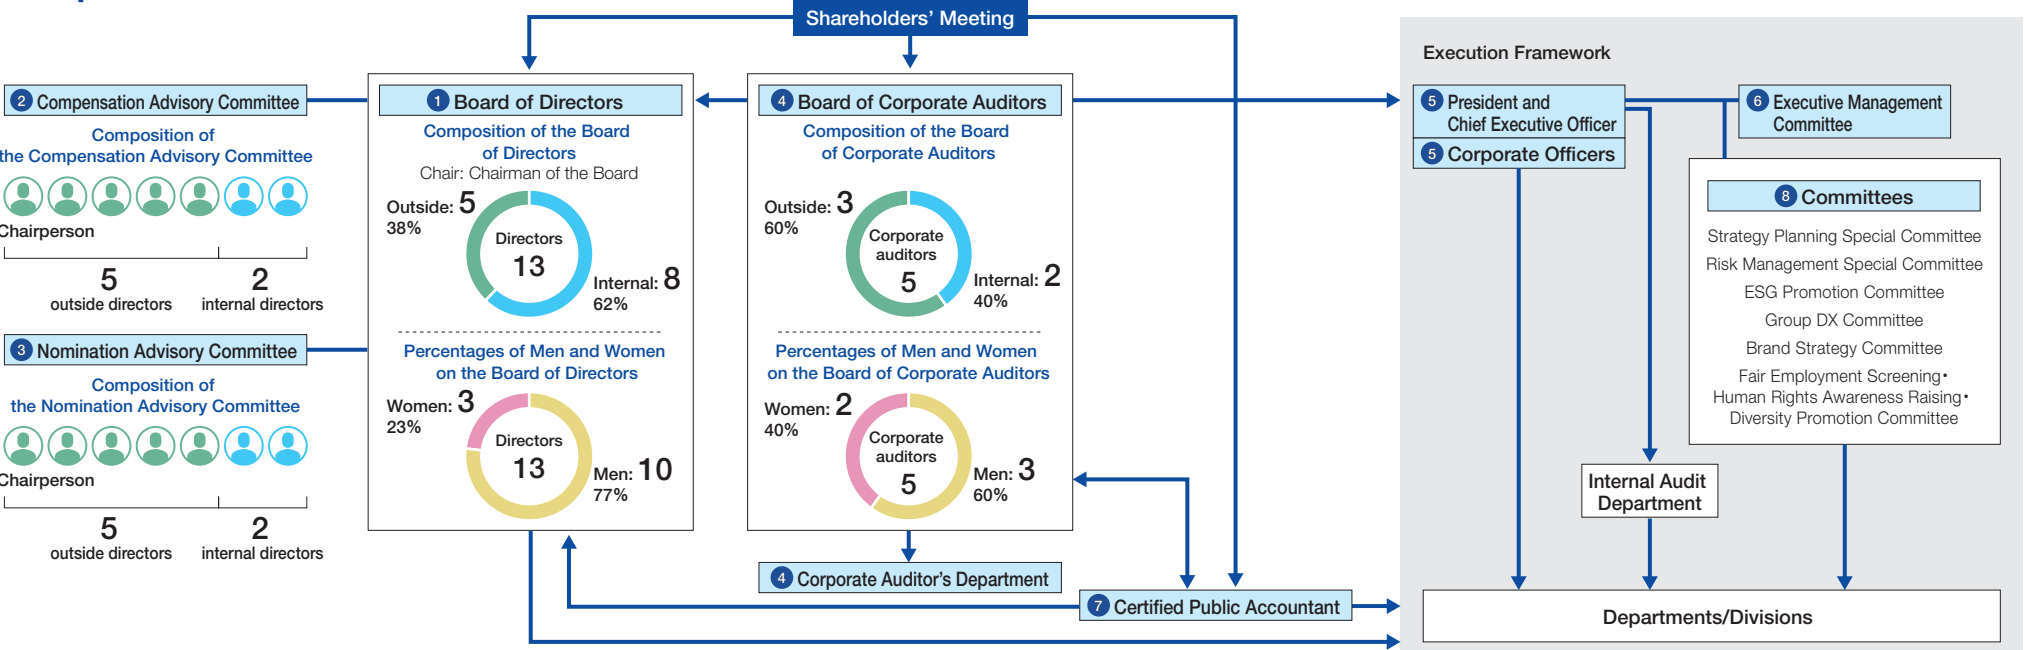 Shareholders' Meeting
2 Compensation Advisory Committee
Composition of
the Compensation Advisory Committee
Chairperson
5
outside directors
2
internal directors
3 Nomination Advisory Committee
Composition of
the Nomination Advisory Committee
Chairperson
5
outside directors
2
internal directors
1 Board of Directors
Composition of the Board
of Directors
Chair: Chairman of the Board
Outside: 5
38%
Directors
13
Internal: 8
62%
Percentages of Men and Women
on the Board of Directors
Women: 3
23%
Directors
13
Men: 10
77%
4 Board of Corporate Auditors
Composition of the Board
of Corporate Auditors
Outside: 3
60%
Corporate
auditors
5
Internal: 2
40%
Percentages of Men and Women
on the Board of Corporate Auditors
Women: 2
40%
Corporate
auditors
5
Men: 3
60%
4 Corporate Auditor's Department
7 Certified Public Accountant
Execution Framework
5 President and
Chief Executive Officer
5 Corporate Officers
6 Executive Management
Committee
8 Committees
Strategy Planning Special Committee
Risk Management Special Committee
ESG Promotion Committee
Group DX Committee
Brand Strategy Committee
Fair Employment Screening・
Human Rights Awareness Raising・
Diversity Promotion Committee
Internal Audit
Department
Departments/Divisions